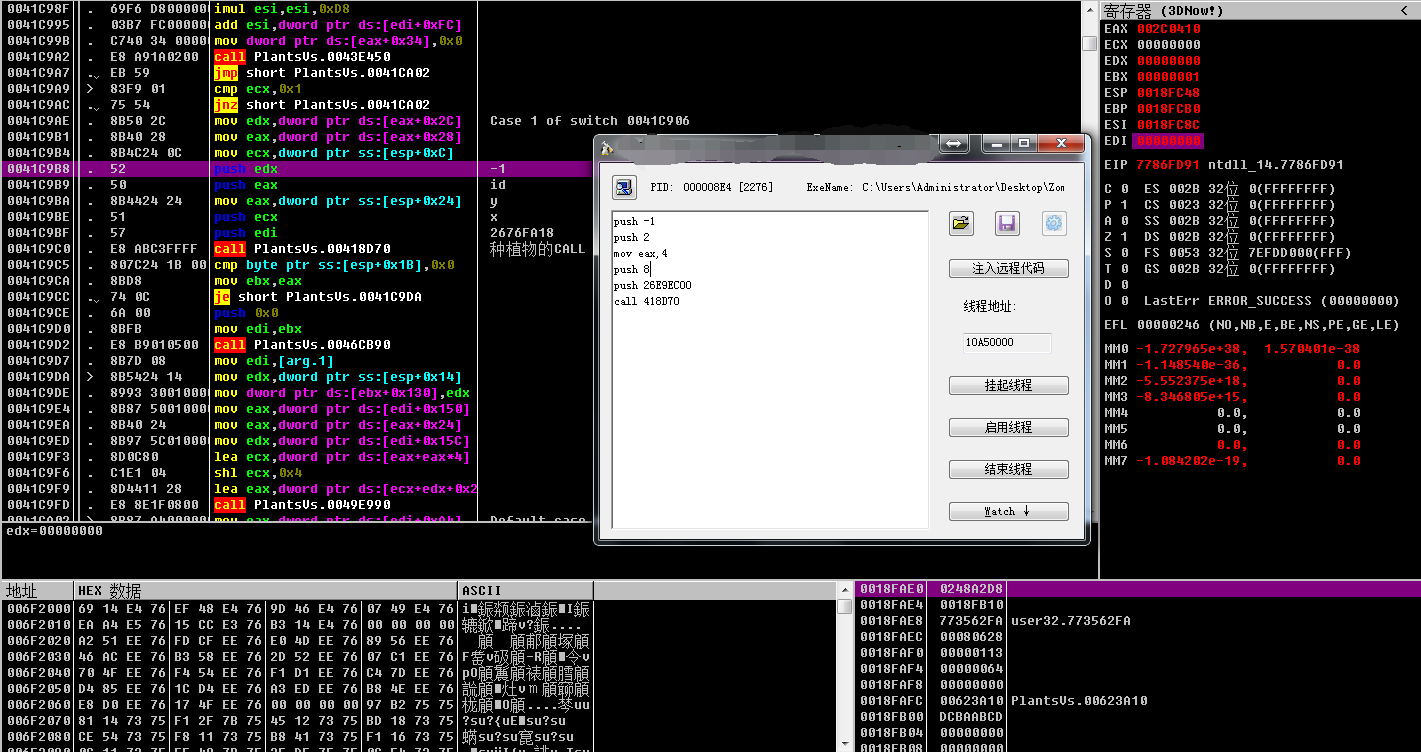 0041C98F . 69F6 D800000 imul esi,esi,0xD8
0041C995 . 03B7 FC00000 add esi,dword ptr ds:[edi+0xFC]
0041C99B . C740 34 0000 mov dword ptr ds:[eax+0x34],0x0
0041C9A2 . E8 A91A0200 call PlantsVs.0043E450
0041C9A7 . EB 59 jmp short PlantsVs.0041CA02
0041C9A9 > 83F9 01 cmp ecx,0x1
0041C9AC . 75 54 jnz short PlantsVs.0041CA02
0041C9AE . 8B50 2C mov edx,dword ptr ds:[eax+0x2C] Case 1 of switch 0041C906
0041C9B1 . 8B40 28 mov eax,dword ptr ds:[eax+0x28]
0041C9B4 . 8B4C24 0C mov ecx,dword ptr ss:[esp+0xC]
0041C9B8 . 52 push edx -1
0041C9B9 . 50 push eax id
0041C9BA . 8B4424 24 mov eax,dword ptr ss:[esp+0x24] y
0041C9BE . 51 push ecx x
0041C9BF . 57 push edi 2676FA18
0041C9C0 . E8 ABC3FFFF call PlantsVs.00418D70 种植物的CALL
0041C9C5 . 807C24 1B 00 cmp byte ptr ss:[esp+0x1B],0x0
0041C9CA . 8BD8 mov ebx,eax
0041C9CC . 74 0C je short PlantsVs.0041C9DA
0041C9CE . 6A 00 push 0x0
0041C9D0 . 8BFB mov edi,ebx
0041C9D2 . E8 B9010500 call PlantsVs.0046CB90
0041C9D7 . 8B7D 08 mov edi,[arg.1]
0041C9DA > 8B5424 14 mov edx,dword ptr ss:[esp+0x14]
0041C9DE . 8993 3001000 mov dword ptr ds:[ebx+0x130],edx
0041C9E4 . 8B87 5001000 mov eax,dword ptr ds:[edi+0x150]
0041C9EA . 8B40 24 mov eax,dword ptr ds:[eax+0x24]
0041C9ED . 8B97 5C01000 mov edx,dword ptr ds:[edi+0x15C]
0041C9F3 . 8D0C80 lea ecx,dword ptr ds:[eax+eax*4]
0041C9F6 . C1E1 04 shl ecx,0x4
0041C9F9 . 8D4411 28 lea eax,dword ptr ds:[ecx+edx+0x2
0041C9FD . E8 8E1F0800 call PlantsVs.0049E990
edx=00000000
PID: 000008E4 [2276] ExeName: C:\Users\Administrator\Desktop\Zon
push -1
push 2
mov eax,4
push 8
push 26E9EC00
call 418D70
注入远程代码
线程地址:
10A50000
挂起线程
启用线程
结束线程
Watch ↓
寄存器 (3DNow!) <
EAX 002C0410
ECX 00000000
EDX 00000000
EBX 00000001
ESP 0018FC48
EBP 0018FCB0
ESI 0018FC8C
EDI 00000000
EIP 7786FD91 ntdll_14.7786FD91
C 0 ES 002B 32位 0(FFFFFFFF)
P 1 CS 0023 32位 0(FFFFFFFF)
A 0 SS 002B 32位 0(FFFFFFFF)
Z 1 DS 002B 32位 0(FFFFFFFF)
S 0 FS 0053 32位 7EFDD000(FFF)
T 0 GS 002B 32位 0(FFFFFFFF)
D 0
O 0 LastErr ERROR_SUCCESS (00000000)
EFL 00000246 (NO,NB,E,BE,NS,PE,GE,LE)
MM0 -1.727965e+38, 1.570401e-38
MM1 -1.148540e-36, 0.0
MM2 -5.552375e+18, 0.0
MM3 -8.346805e+15, 0.0
MM4 0.0, 0.0
MM5 0.0, 0.0
MM6 0.0, 0.0
MM7 -1.084202e-19, 0.0
地址 HEX 数据 ASCII
006F2000 69 14 E4 76 EF 48 E4 76 9D 46 E4 76 07 49 E4 76
006F2010 EA A4 E5 76 15 CC E3 76 B3 14 E4 76 00 00 00 00
006F2020 A2 51 EE 76 FD CF EE 76 E0 4D EE 76 89 56 EE 76
006F2030 46 AC EE 76 B3 58 EE 76 2D 52 EE 76 07 C1 EE 76
006F2040 70 4F EE 76 F4 54 EE 76 F1 D1 EE 76 C4 7D EE 76
006F2050 D4 85 EE 76 1C D4 EE 76 A3 ED EE 76 B8 4E EE 76
006F2060 E8 D0 EE 76 17 4F EE 76 00 00 00 00 97 B2 75 75
006F2070 81 14 73 75 F1 2F 7B 75 45 12 73 75 BD 18 73 75
006F2080 CE 54 73 75 F8 11 73 75 B8 41 73 75 F1 16 73 75
0018FAE0 0248A2D8
0018FAE4 0018FB10
0018FAE8 773562FA user32.773562FA
0018FAEC 00080628
0018FAF0 00000113
0018FAF4 00000064
0018FAF8 00000000
0018FAFC 00623A10 PlantsVs.00623A10
0018FB00 DCBAABCD
0018FB04 00000000
0018FB08 00000000